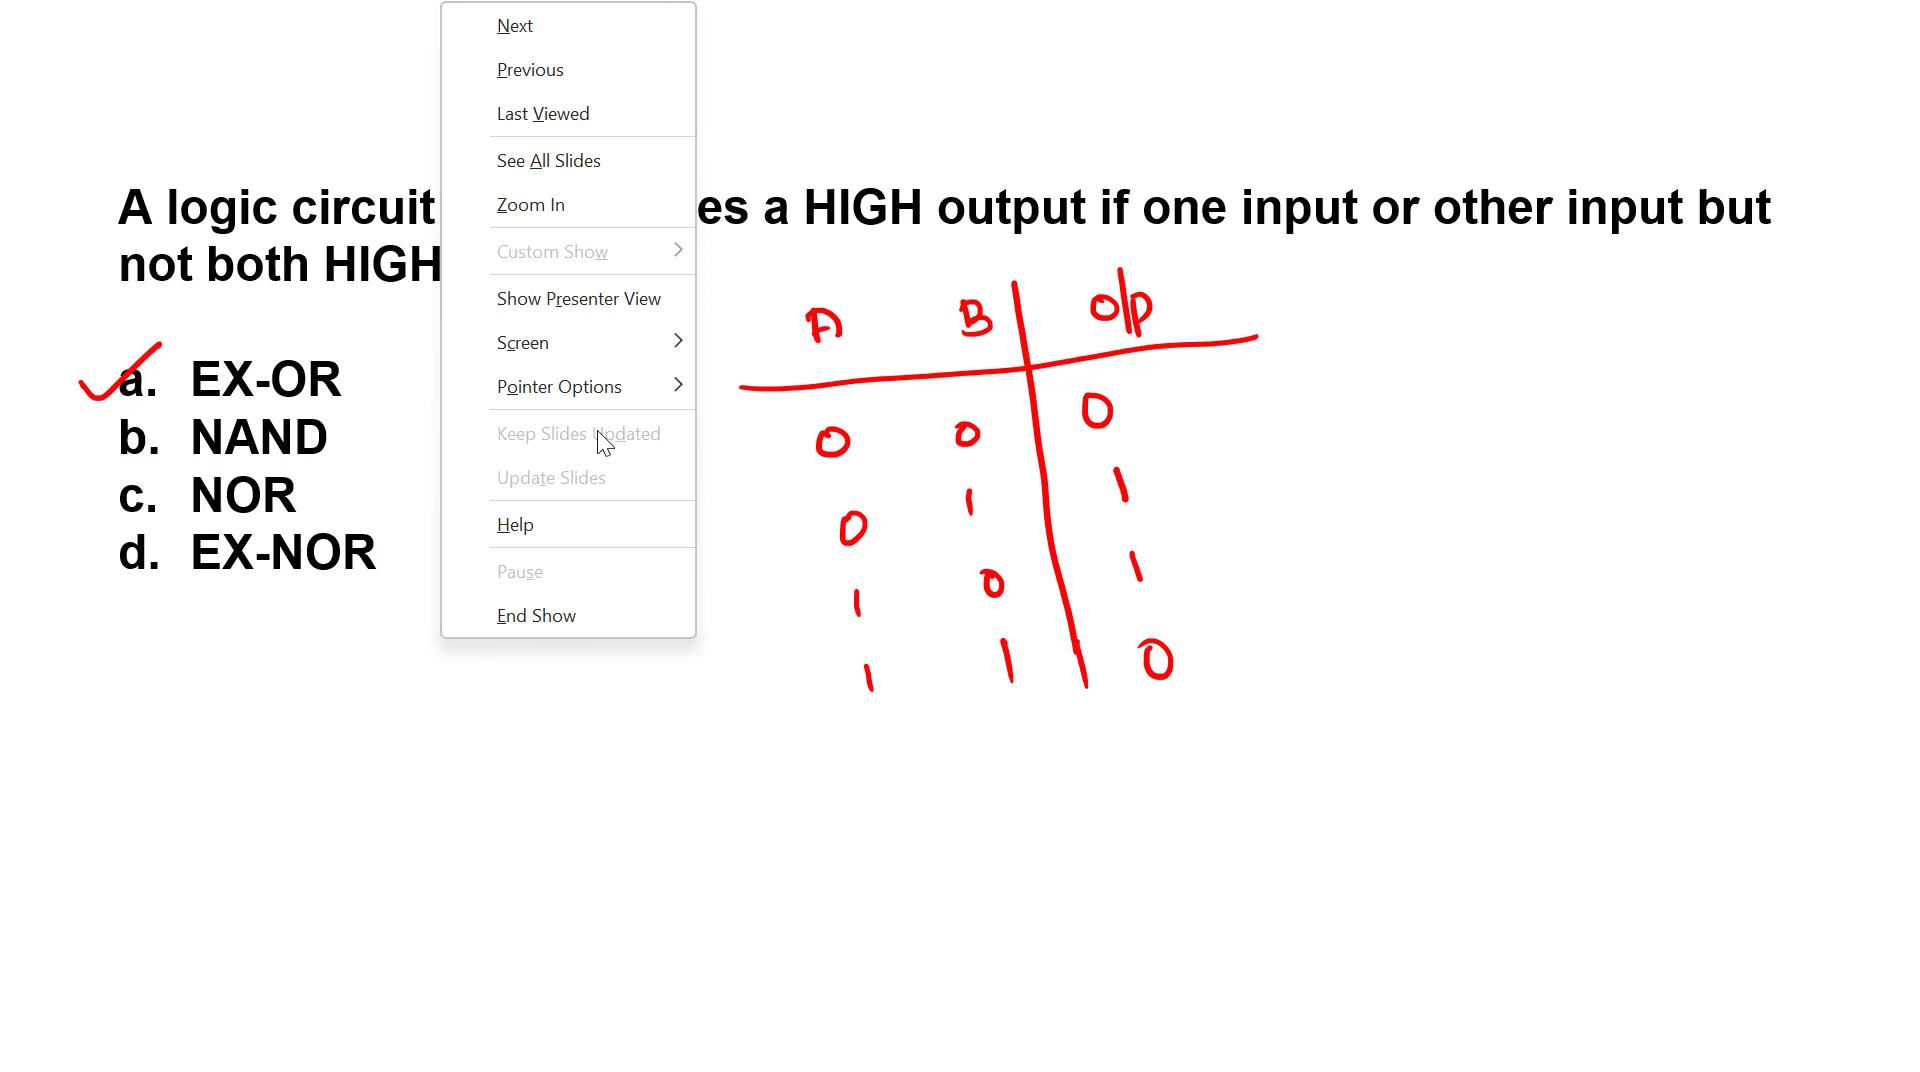 Next
Previous
Last Viewed
See All Slides
Zoom In
Custom Show
Show Presenter View
Screen
Pointer Options
Keep Slides Updated
Update Slides
Help
Pause
End Show
A logic circuit es a HIGH output if one input or other input but
not both HIGH
a. EX-OR
b. NAND
c. NOR
d. EX-NOR
A B O/P
0 0 0
0 1 1
1 0 1
1 1 0